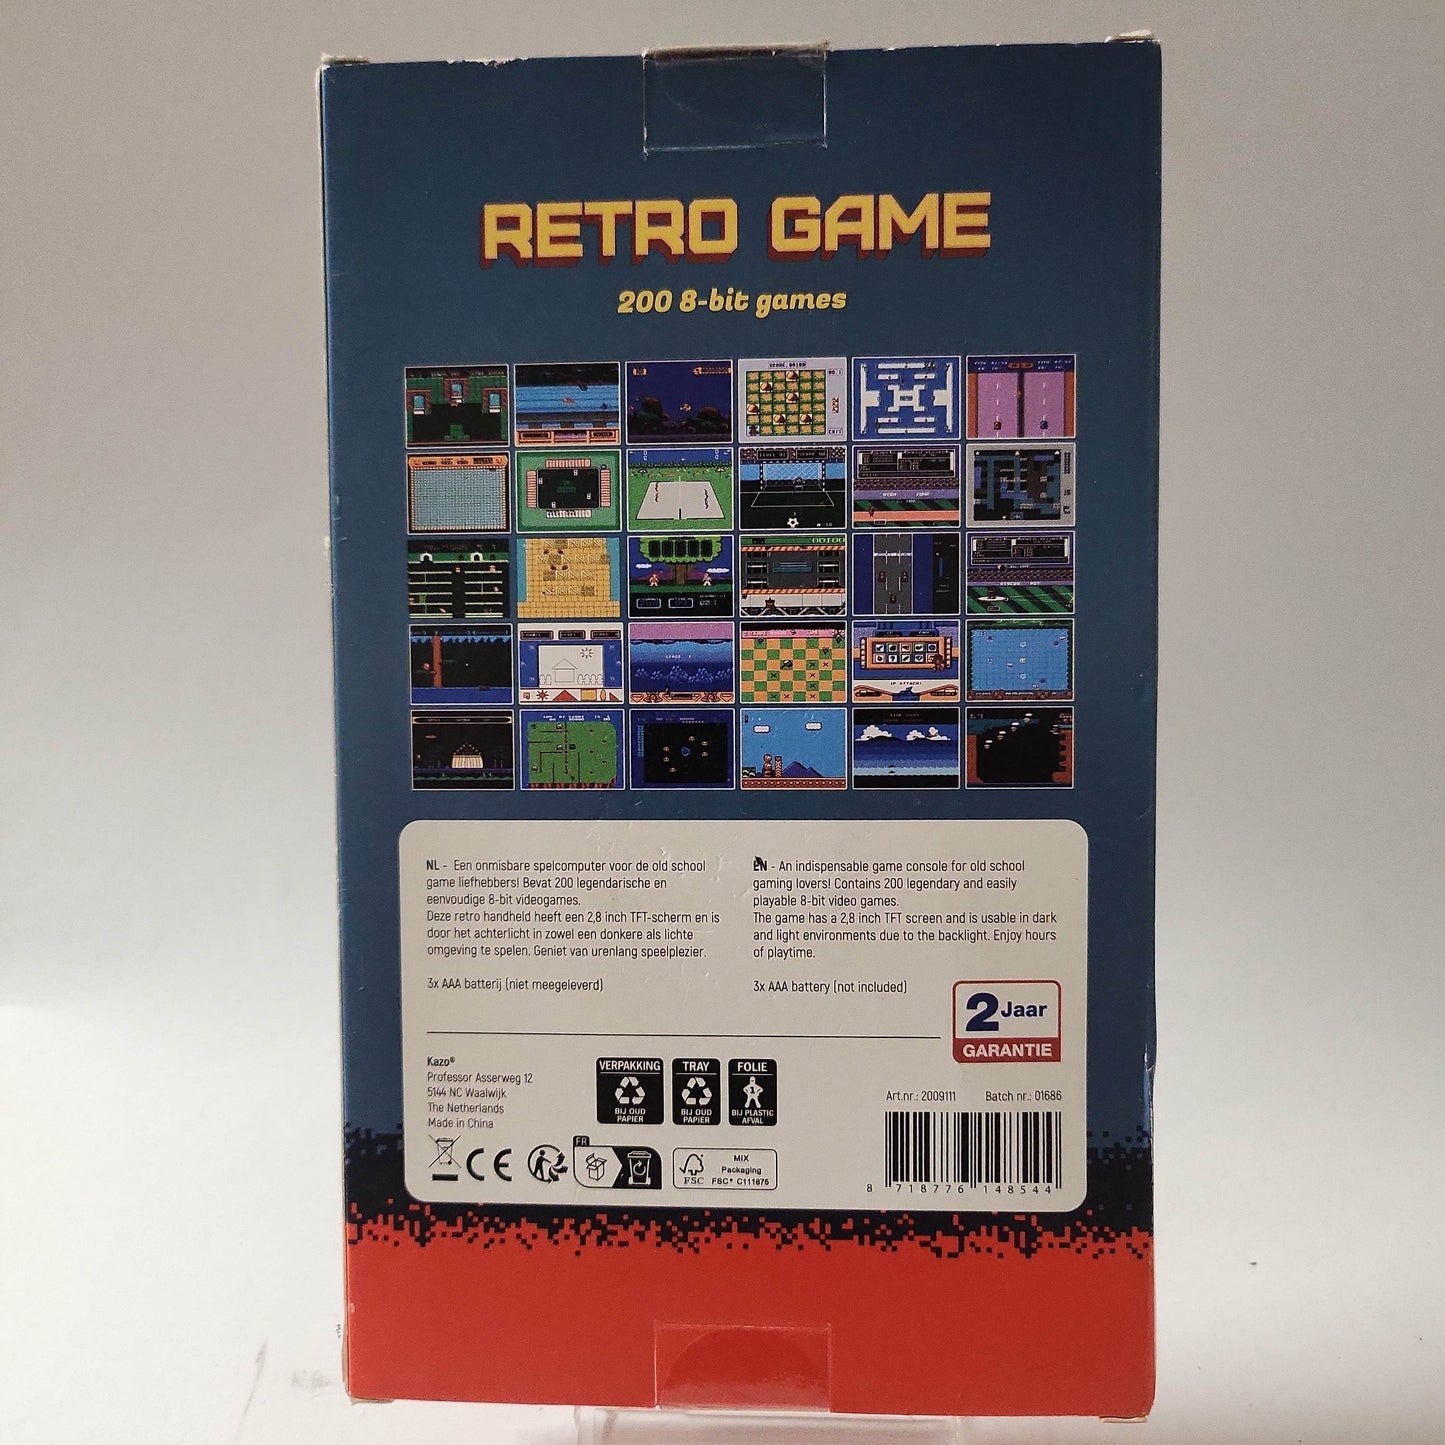 RETRO GAME
200 8-bit games
NL - Een onmisbare spelcomputer voor de old school
game liefhebbers! Bevat 200 legendarische en
eenvoudige 8-bit videogames.
Deze retro handheld heeft een 2,8 inch TFT-scherm en is
door het achterlicht in zowel een donkere als lichte
omgeving te spelen. Geniet van urenlang speelplezier.
3x AAA batterij (niet meegeleverd)
EN - An indispensable game console for old school
gaming lovers! Contains 200 legendary and easily
playable 8-bit video games.
The game has a 2,8 inch TFT screen and is usable in dark
and light environments due to the backlight. Enjoy hours
of playtime.
3x AAA battery (not included)
2 Jaar
GARANTIE
Kazo®
Professor Asserweg 12
5144 NC Waalwijk
The Netherlands
Made in China
VERPAKKING
BIJ OUD
PAPIER
TRAY
BIJ OUD
PAPIER
FOLIE
1
BIJ PLASTIC
AFVAL
Art.nr.: 2009111 Batch nr.: 01686
CE
FR
FSC
MIX
Packaging
FSC® C111875
8 718776 148544